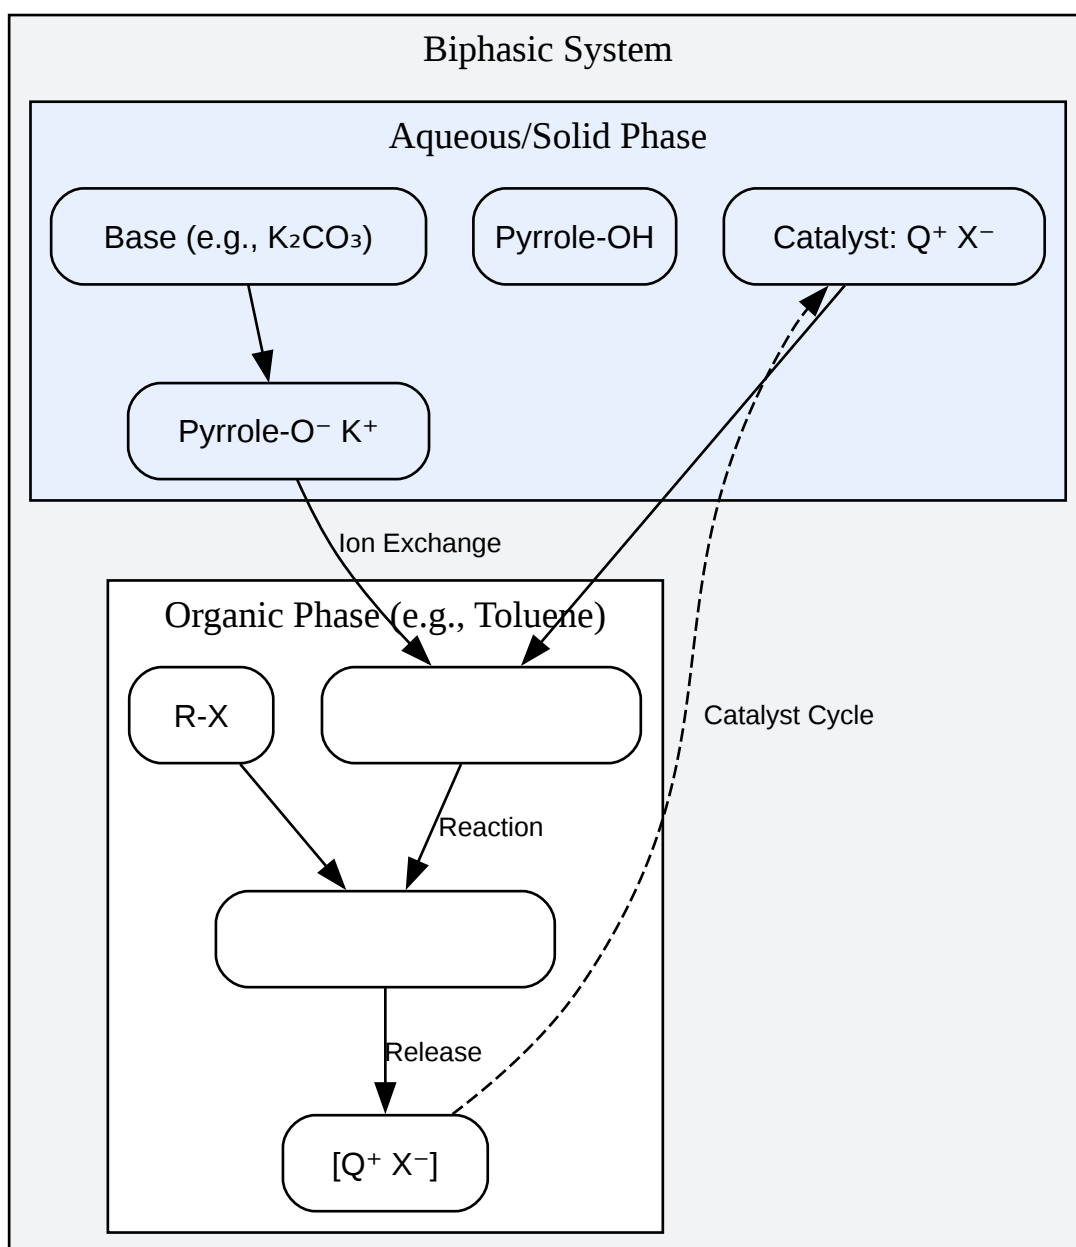 Biphasic System
Aqueous/Solid Phase
Base (e.g., K₂CO₃)
Pyrrole-OH
Catalyst: Q⁺ X⁻
Pyrrole-O⁻ K⁺
Ion Exchange
Organic Phase (e.g., Toluene)
R-X
Catalyst Cycle
Reaction
Release
[Q⁺ X⁻]